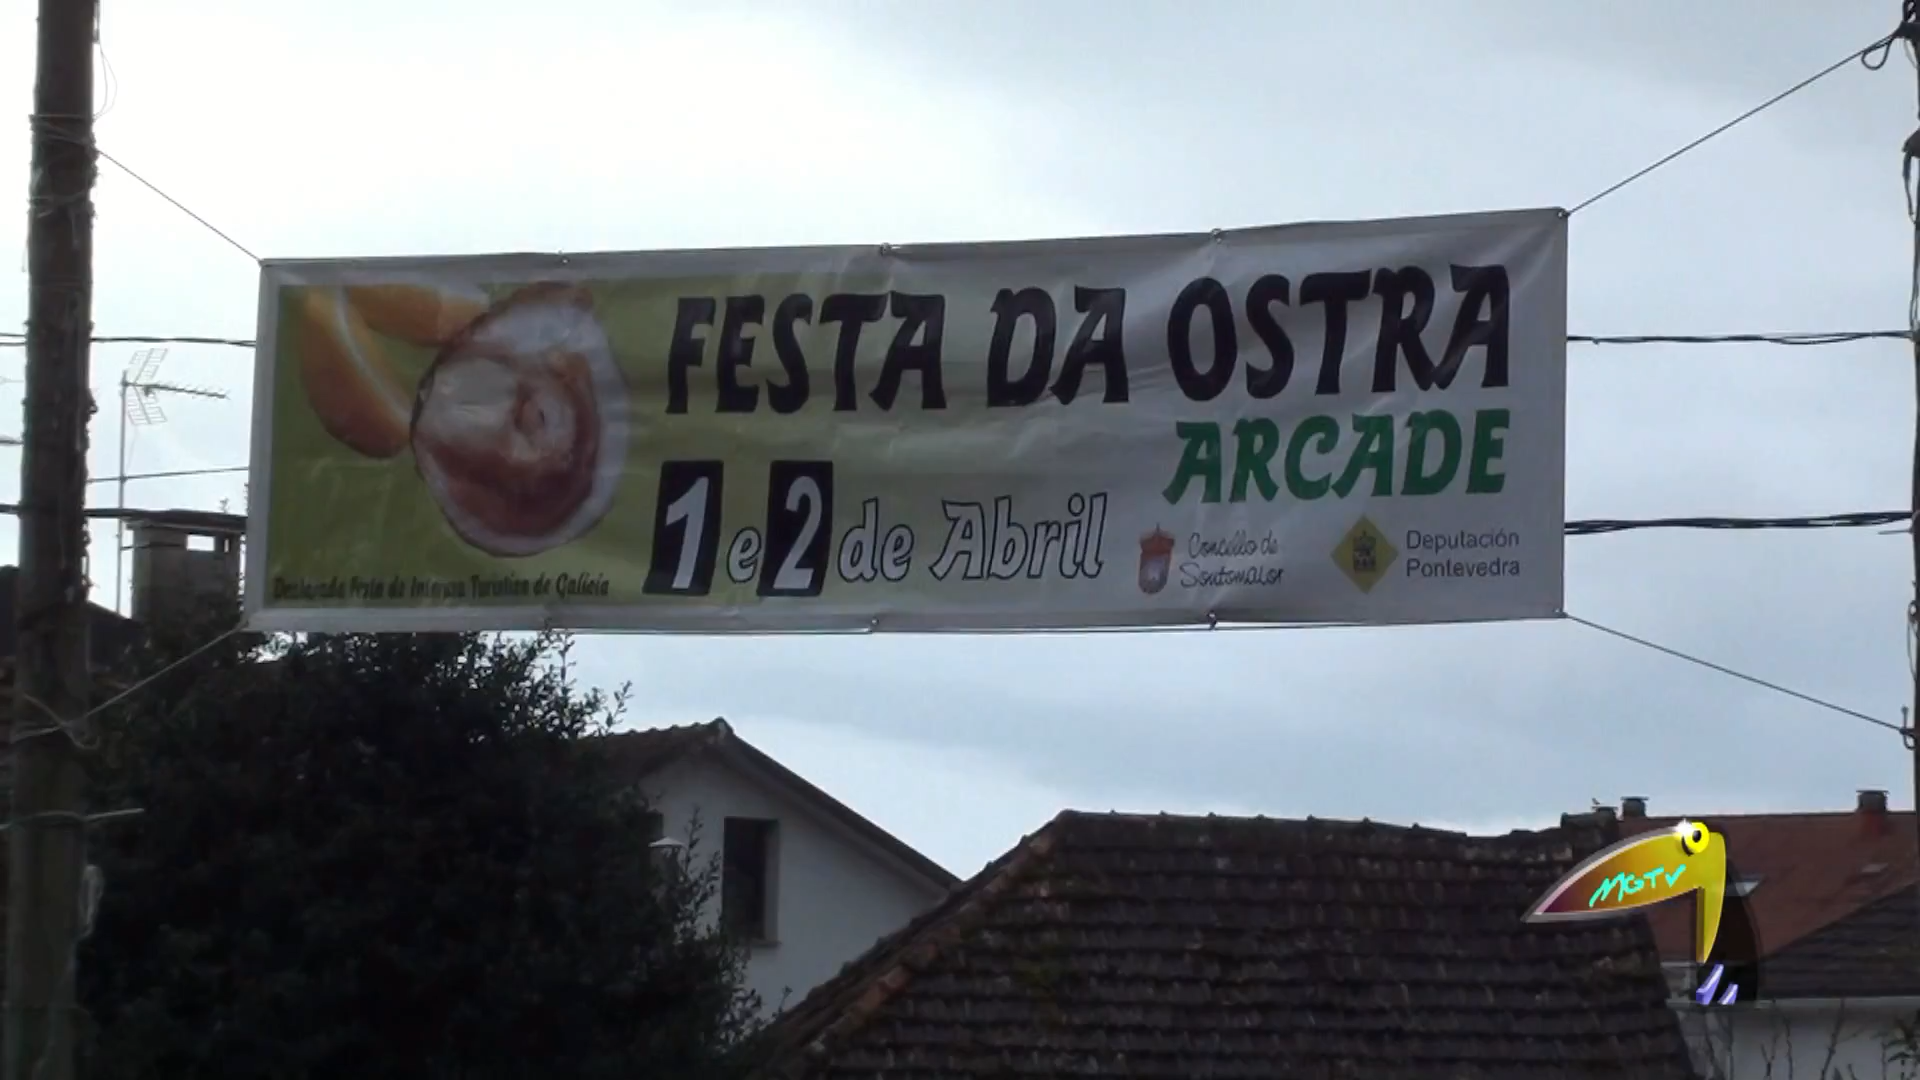 FESTA DA OSTRA
ARCADE
1 e 2 de Abril
Declarada Festa de Interese Turístico de Galicia
Concello de
Soutomaior
Deputación
Pontevedra
MGTV